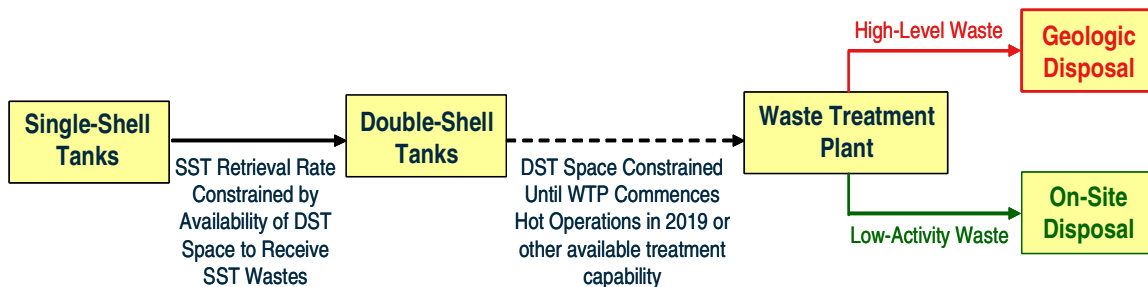 Single-Shell
Tanks
SST Retrieval Rate
Constrained by
Availability of DST
Space to Receive
SST Wastes
Double-Shell
Tanks
DST Space Constrained
Until WTP Commences
Hot Operations in 2019 or
other available treatment
capability
Waste Treatment
Plant
High-Level Waste
Geologic
Disposal
Low-Activity Waste
On-Site
Disposal